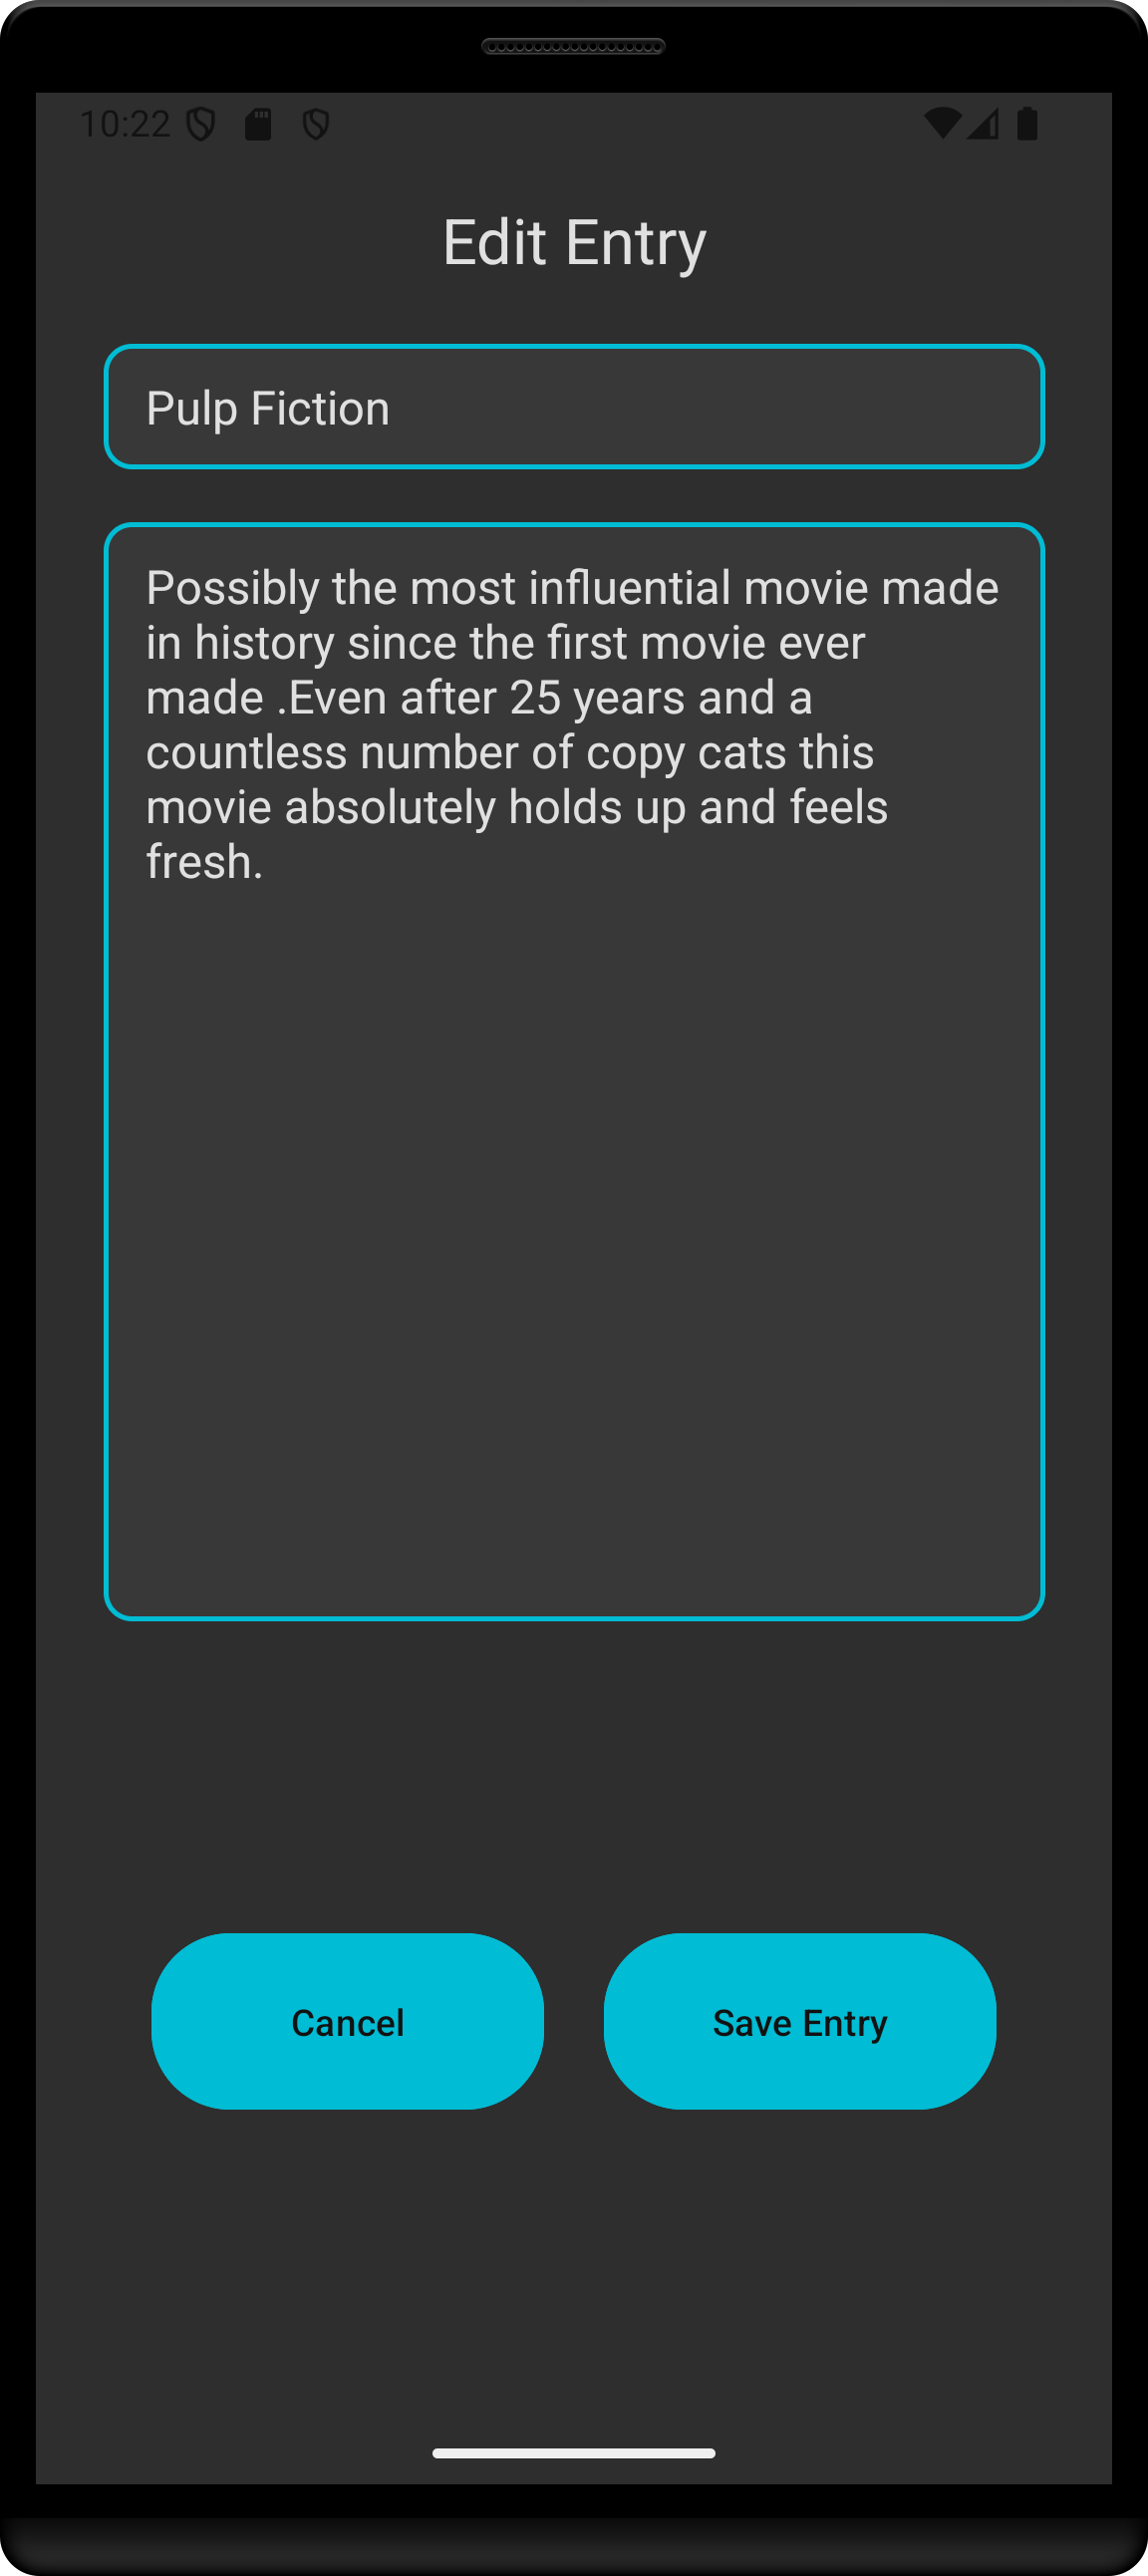 10:22
Edit Entry
Pulp Fiction
Possibly the most influential movie made
in history since the first movie ever
made .Even after 25 years and a
countless number of copy cats this
movie absolutely holds up and feels
fresh.
Cancel
Save Entry